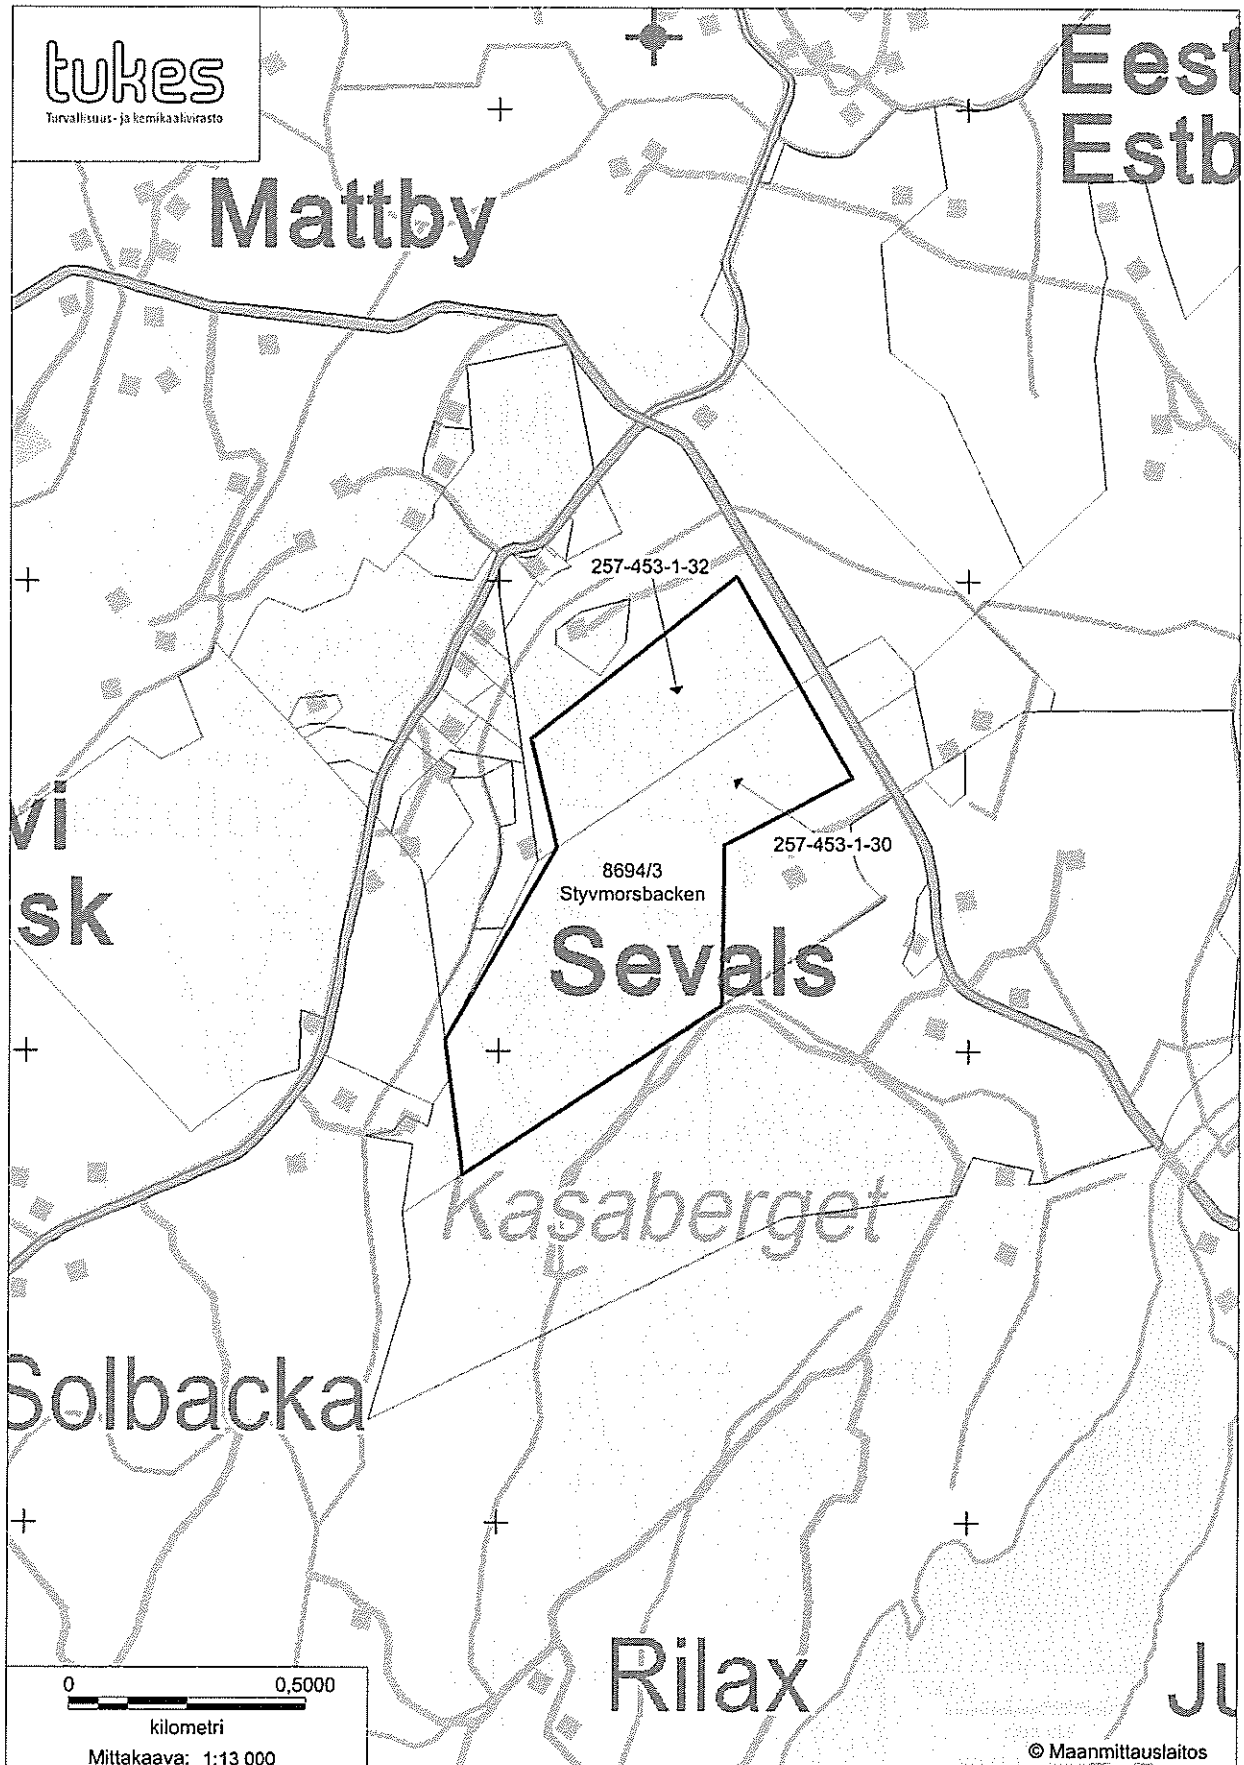 tukes
Turvallisuus- ja kemikaalivirasto
Eest
Estb
Mattby
257-453-1-32
vi
sk
257-453-1-30
8694/3
Styvmorsbacken
Sevals
Kasaberget
Solbacka
Rilax
Ju
0 0,5000
kilometri
Mittakaava: 1:13 000
© Maanmittauslaitos